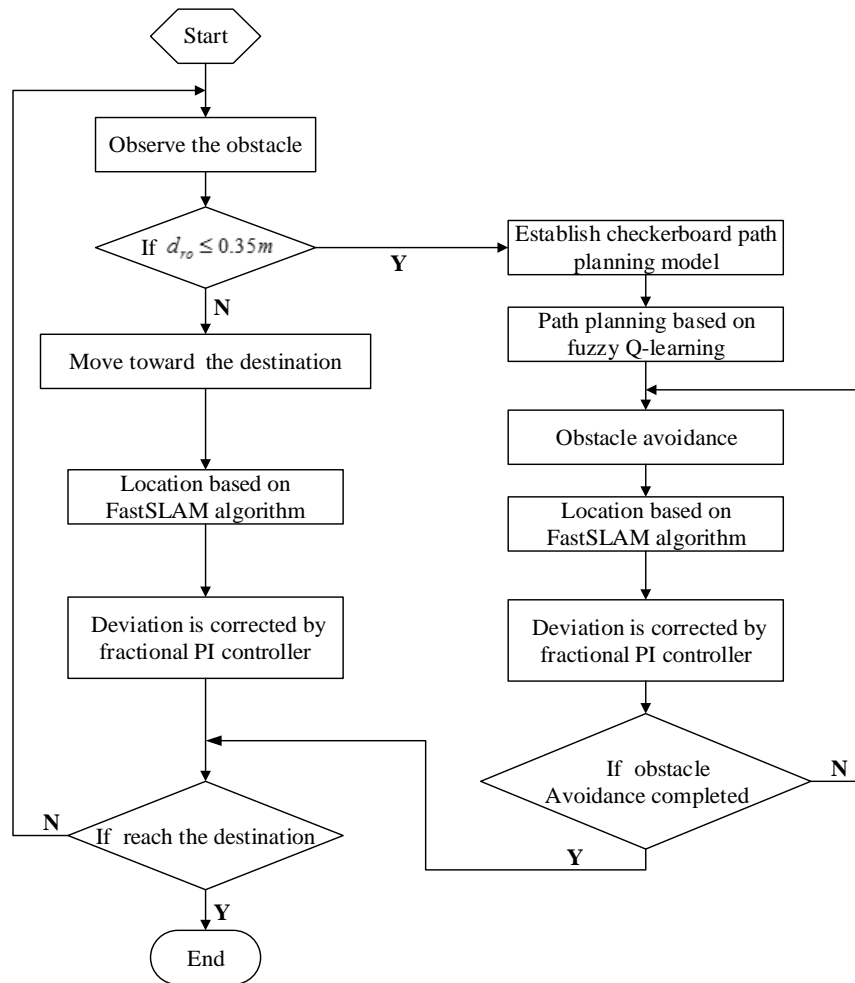 Start
Observe the obstacle
If d_ro ≤ 0.35m
Y
N
Move toward the destination
Location based on
FastSLAM algorithm
Deviation is corrected by
fractional PI controller
If reach the destination
N
Y
End
Establish checkerboard path
planning model
Path planning based on
fuzzy Q-learning
Obstacle avoidance
Location based on
FastSLAM algorithm
Deviation is corrected by
fractional PI controller
If obstacle
Avoidance completed
N
Y